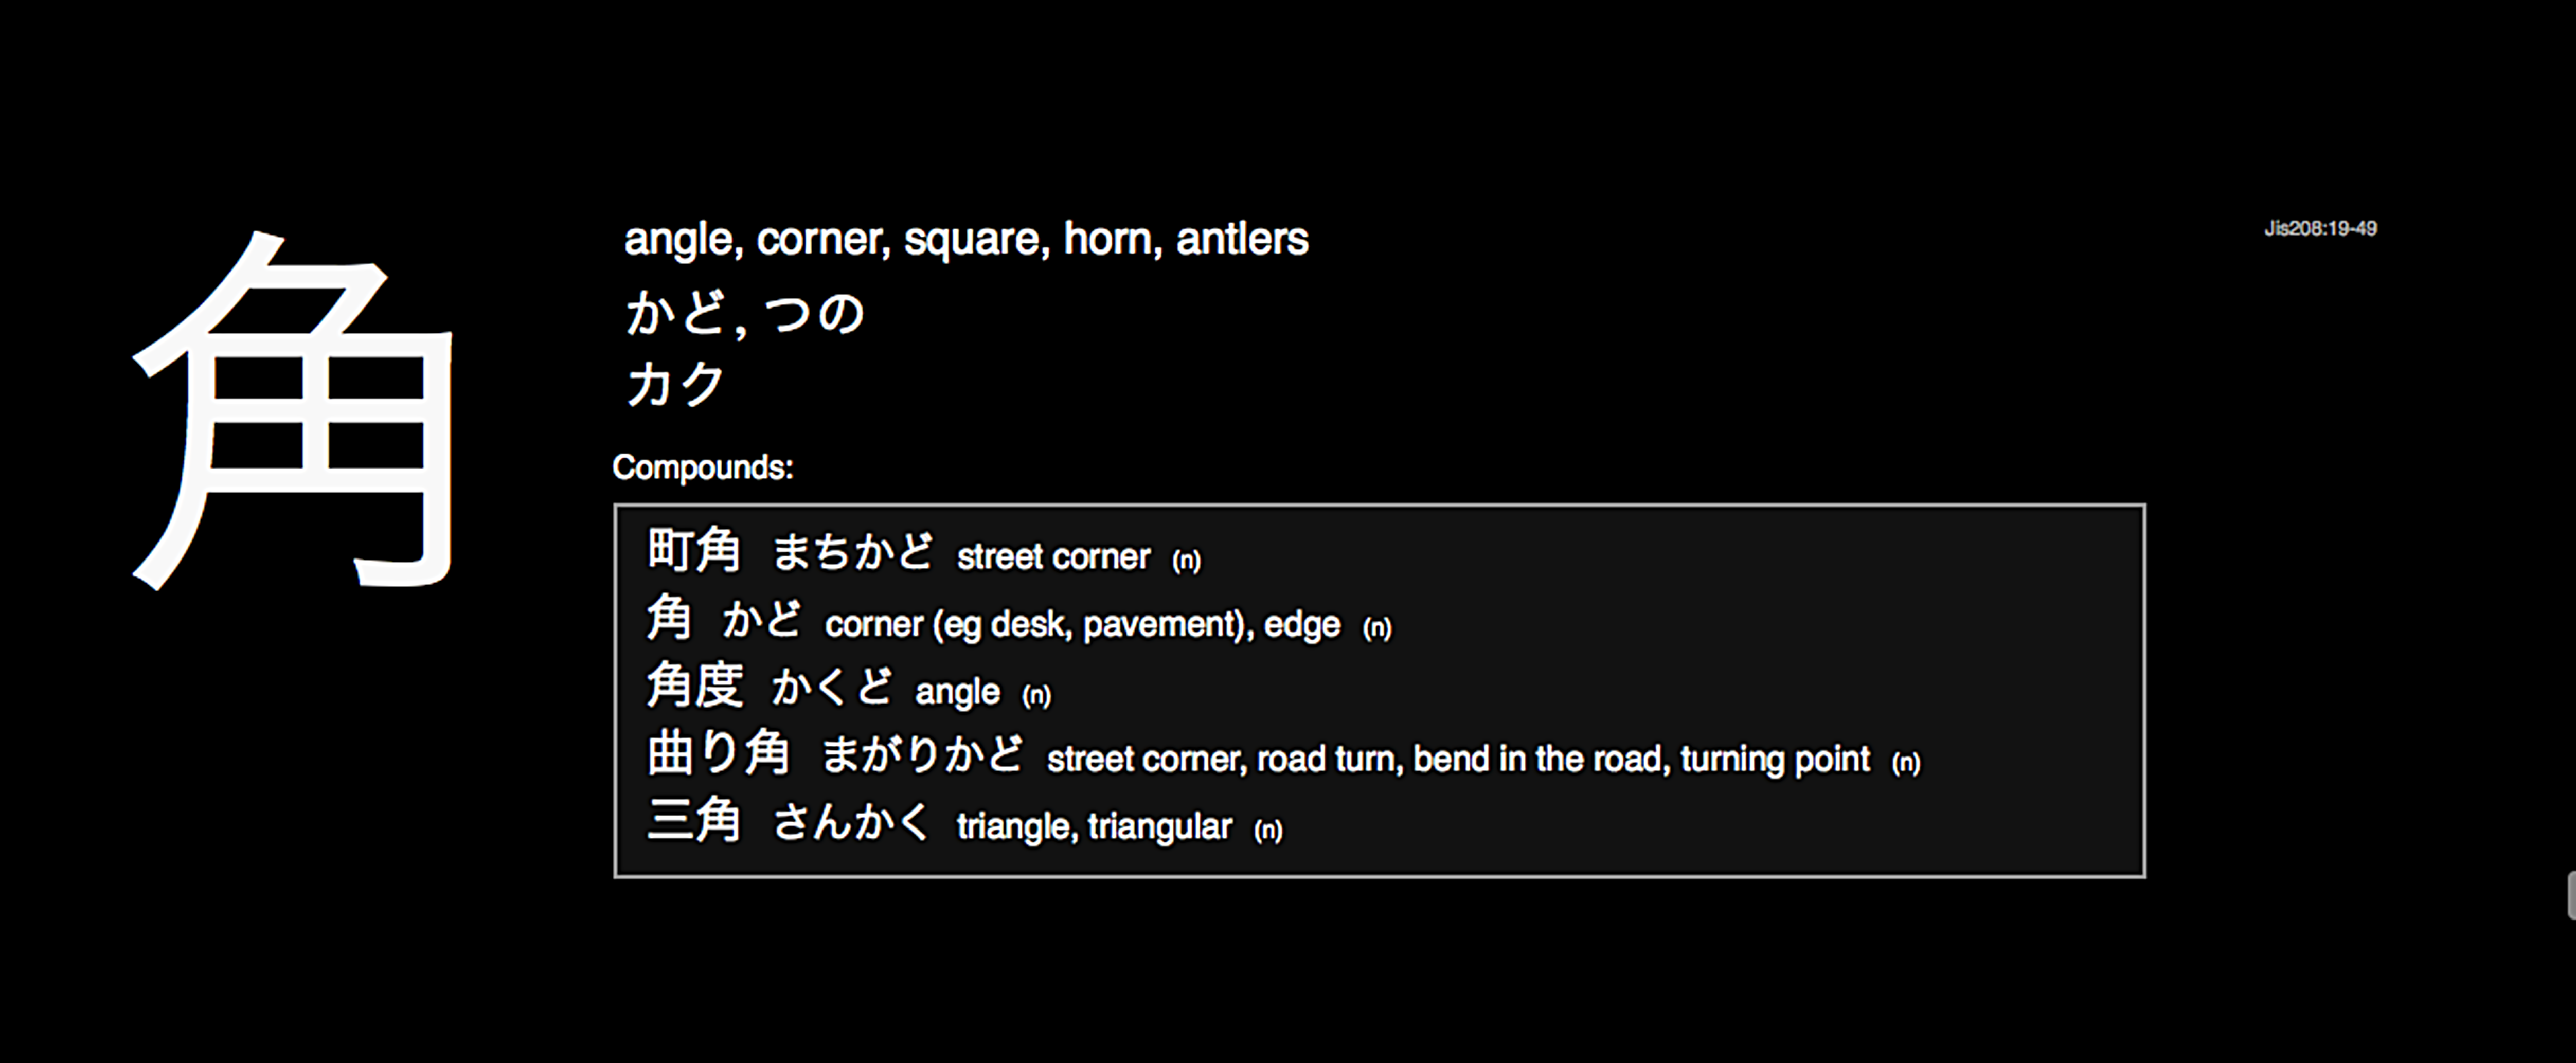 角
angle, corner, square, horn, antlers
Jis208:19-49
かど, つの
カク
Compounds:
町角 まちかど street corner (n)
角 かど corner (eg desk, pavement), edge (n)
角度 かくど angle (n)
曲り角 まがりかど street corner, road turn, bend in the road, turning point (n)
三角 さんかく triangle, triangular (n)